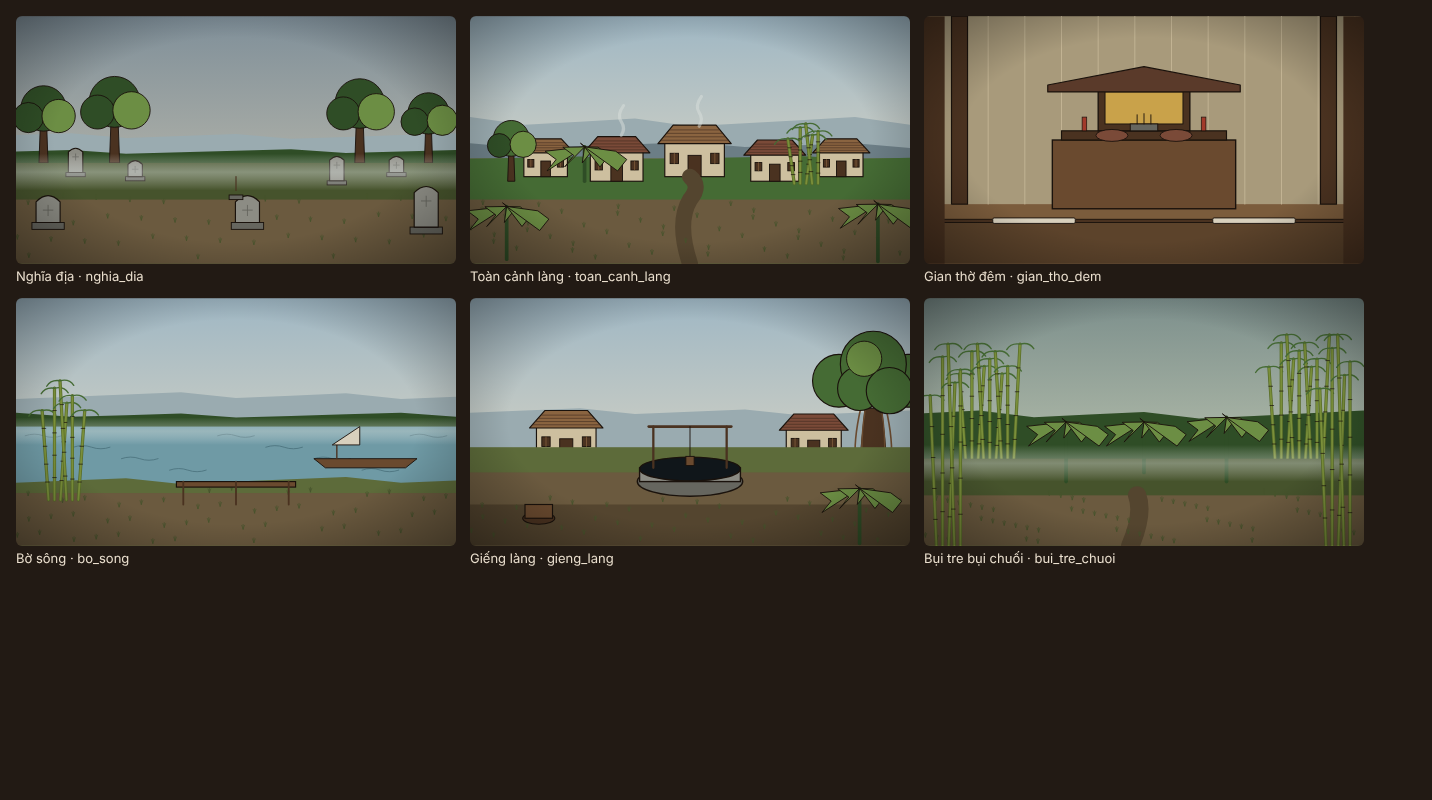 Nghĩa địa · nghia_dia
Toàn cảnh làng · toan_canh_lang
Gian thờ đêm · gian_tho_dem
Bờ sông · bo_song
Giếng làng · gieng_lang
Bụi tre bụi chuối · bui_tre_chuoi